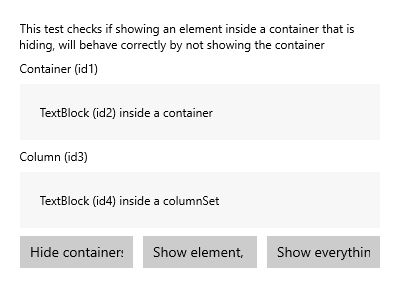 This test checks if showing an element inside a container that is
hiding, will behave correctly by not showing the container
Container (id1)
TextBlock (id2) inside a container
Column (id3)
TextBlock (id4) inside a columnSet
Hide containers
Show element,
Show everythin